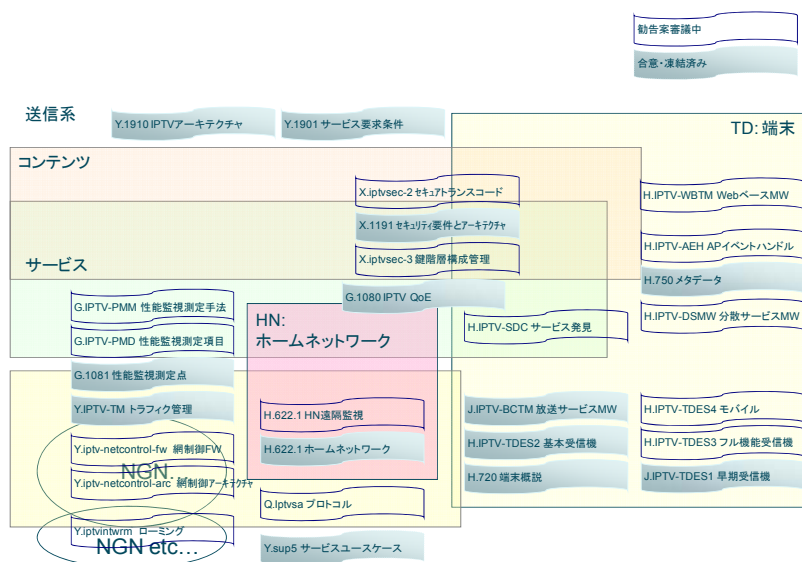 勧告案審議中
合意・凍結済み
送信系
Y.1910 IPTVアーキテクチャ
Y.1901 サービス要求条件
TD: 端末
コンテンツ
X.iptvsec-2 セキュアトランスコード
H.IPTV-WBTM WebベースMW
X.1191 セキュリティ要件とアーキテクチャ
H.IPTV-AEH APイベントハンドル
サービス
X.iptvsec-3 鍵階層構成管理
H.750 メタデータ
G.1080 IPTV QoE
G.IPTV-PMM 性能監視測定手法
HN:
ホームネットワーク
H.IPTV-SDC サービス発見
H.IPTV-DSMW 分散サービスMW
G.IPTV-PMD 性能監視測定項目
G.1081 性能監視測定点
Y.IPTV-TM トラフィック管理
H.622.1 HN遠隔監視
J.IPTV-BCTM 放送サービスMW
H.IPTV-TDES4 モバイル
Y.iptv-netcontrol-fw 網制御FW
H.622.1 ホームネットワーク
H.IPTV-TDES2 基本受信機
H.IPTV-TDES3 フル機能受信機
NGN.
Y.iptv-netcontrol-arc 網制御アーキテクチャ
H.720 端末概説
J.IPTV-TDES1 早期受信機
Q.Iptvsa プロトコル
Y.iptvintwrm ローミング
NGN etc…
Y.sup5 サービスユースケース